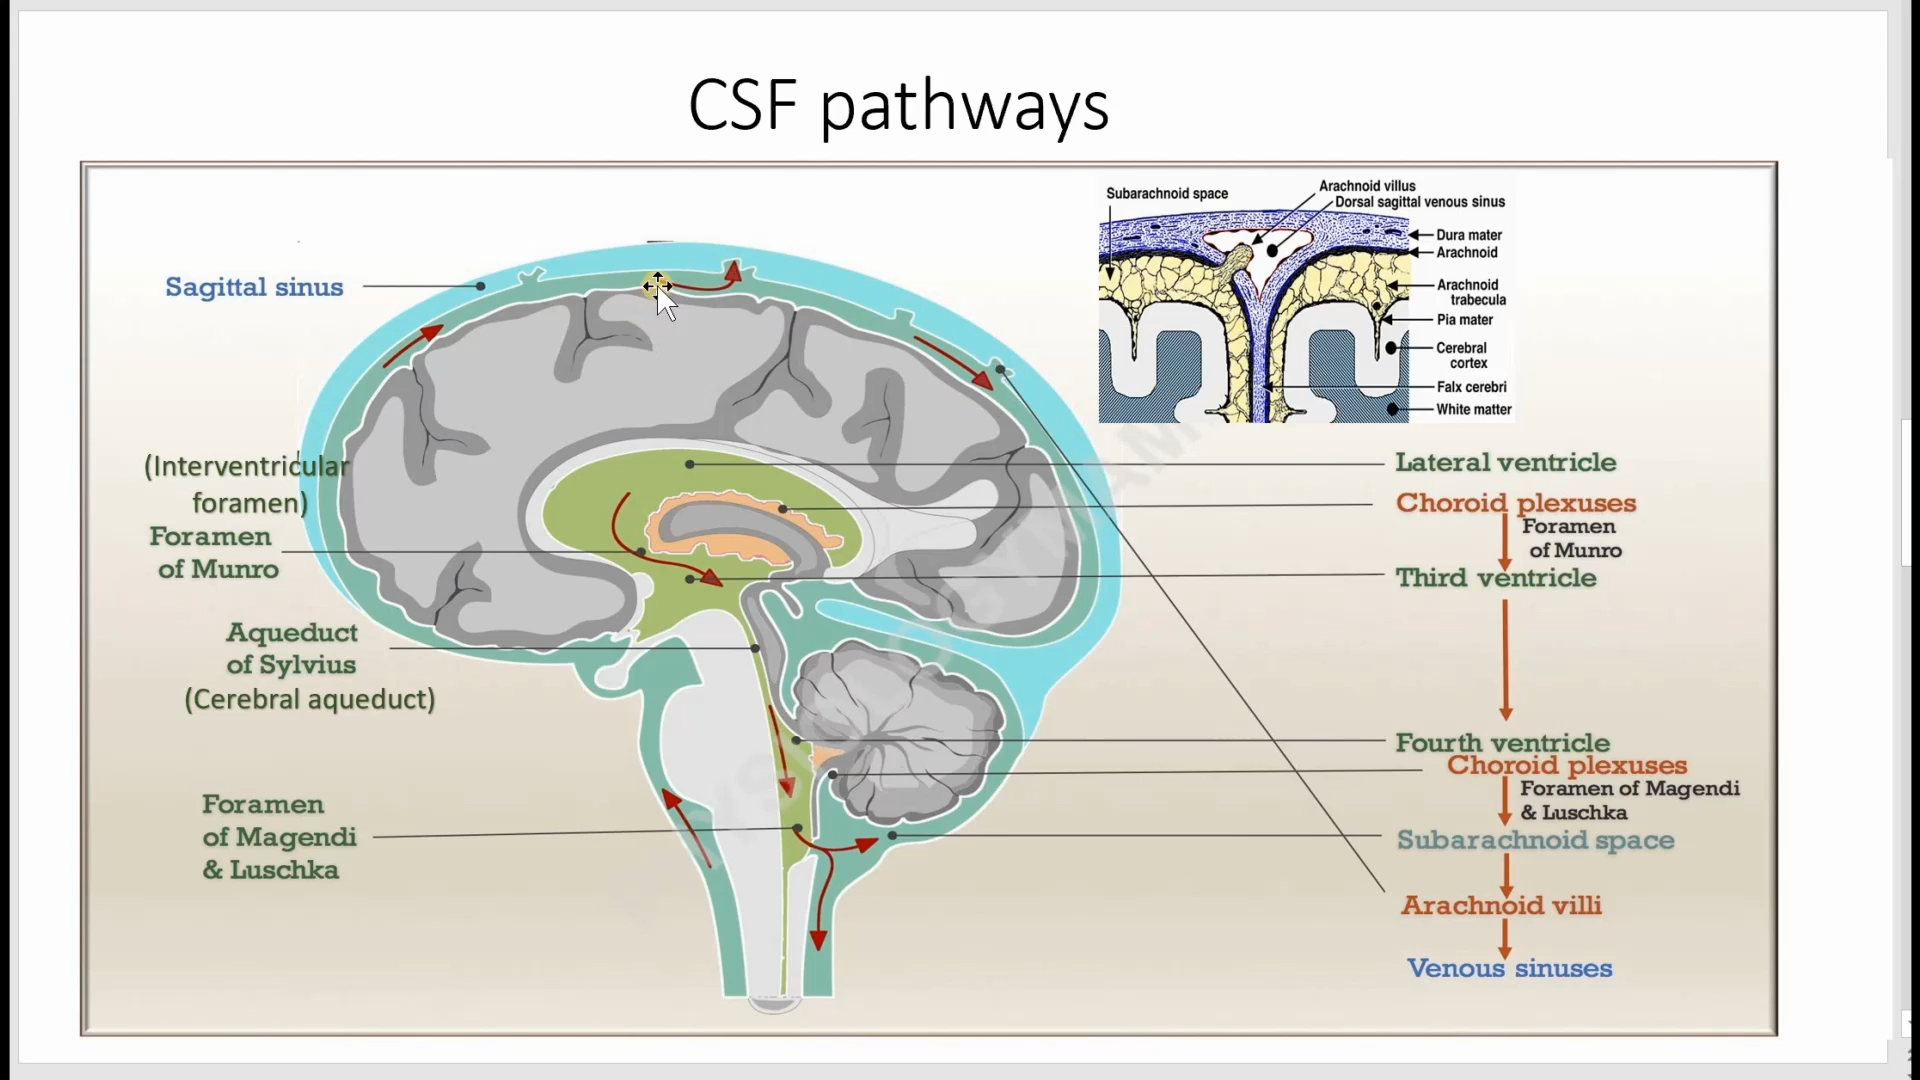 CSF pathways
Subarachnoid space
Arachnoid villus
Dorsal sagittal venous sinus
Dura mater
Arachnoid
Arachnoid
trabecula
Pia mater
Cerebral
cortex
Falx cerebri
White matter
Sagittal sinus
(Interventricular
foramen)
Foramen
of Munro
Aqueduct
of Sylvius
(Cerebral aqueduct)
Foramen
of Magendi
& Luschka
Lateral ventricle
Choroid plexuses
Foramen
of Munro
Third ventricle
Fourth ventricle
Choroid plexuses
Foramen of Magendi
& Luschka
Subarachnoid space
Arachnoid villi
Venous sinuses